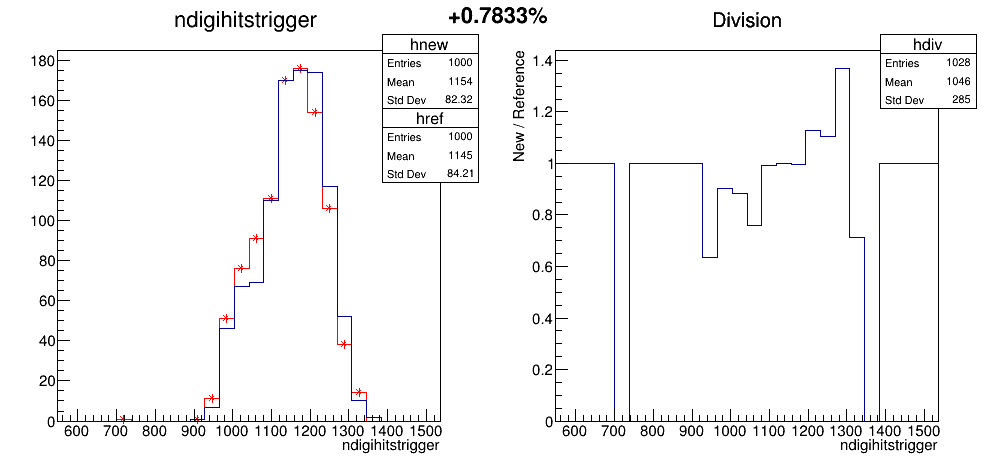 +0.7833%
ndigihitstrigger
hnew
Entries 1000
Mean 1154
Std Dev 82.32
href
Entries 1000
Mean 1145
Std Dev 84.21
180
160
140
120
100
80
60
40
20
0
600 700 800 900 1000 1100 1200 1300 1400 1500
ndigihitstrigger
Division
hdiv
Entries 1028
Mean 1046
Std Dev 285
New / Reference
1.4
1.2
1
0.8
0.6
0.4
0.2
0
600 700 800 900 1000 1100 1200 1300 1400 1500
ndigihitstrigger